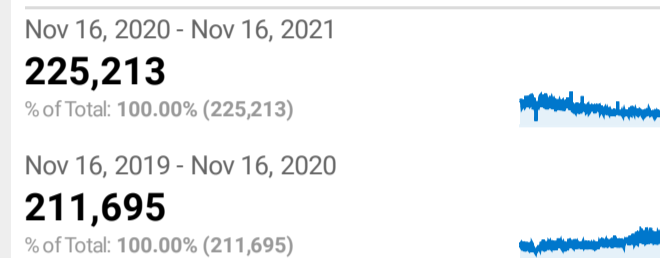 Nov 16, 2020 - Nov 16, 2021
225,213
% of Total: 100.00% (225,213)
Nov 16, 2019 - Nov 16, 2020
211,695
% of Total: 100.00% (211,695)